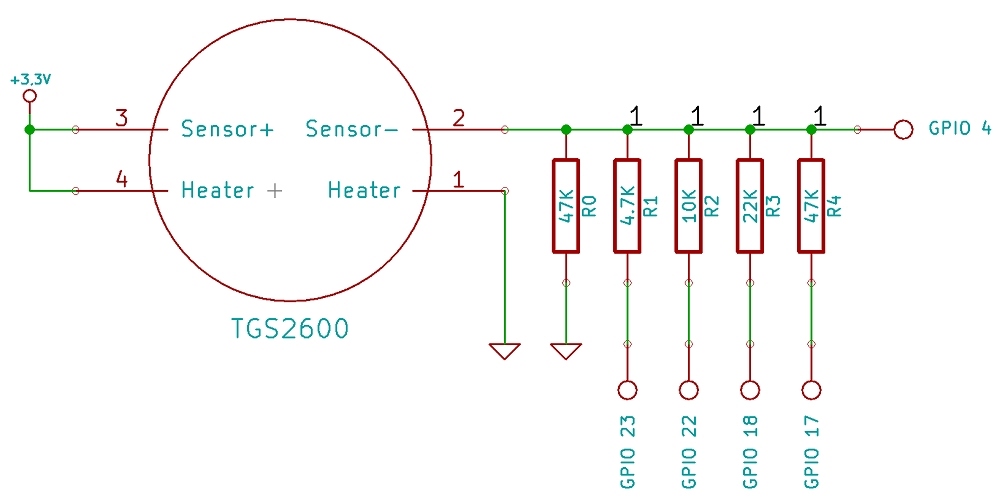 +3.3V
3
Sensor+
Sensor-
2
1
1
1
1
GPIO 4
4
Heater +
Heater
1
47K
R0
4.7K
R1
10K
R2
22K
R3
47K
R4
TGS2600
GPIO 23
GPIO 22
GPIO 18
GPIO 17